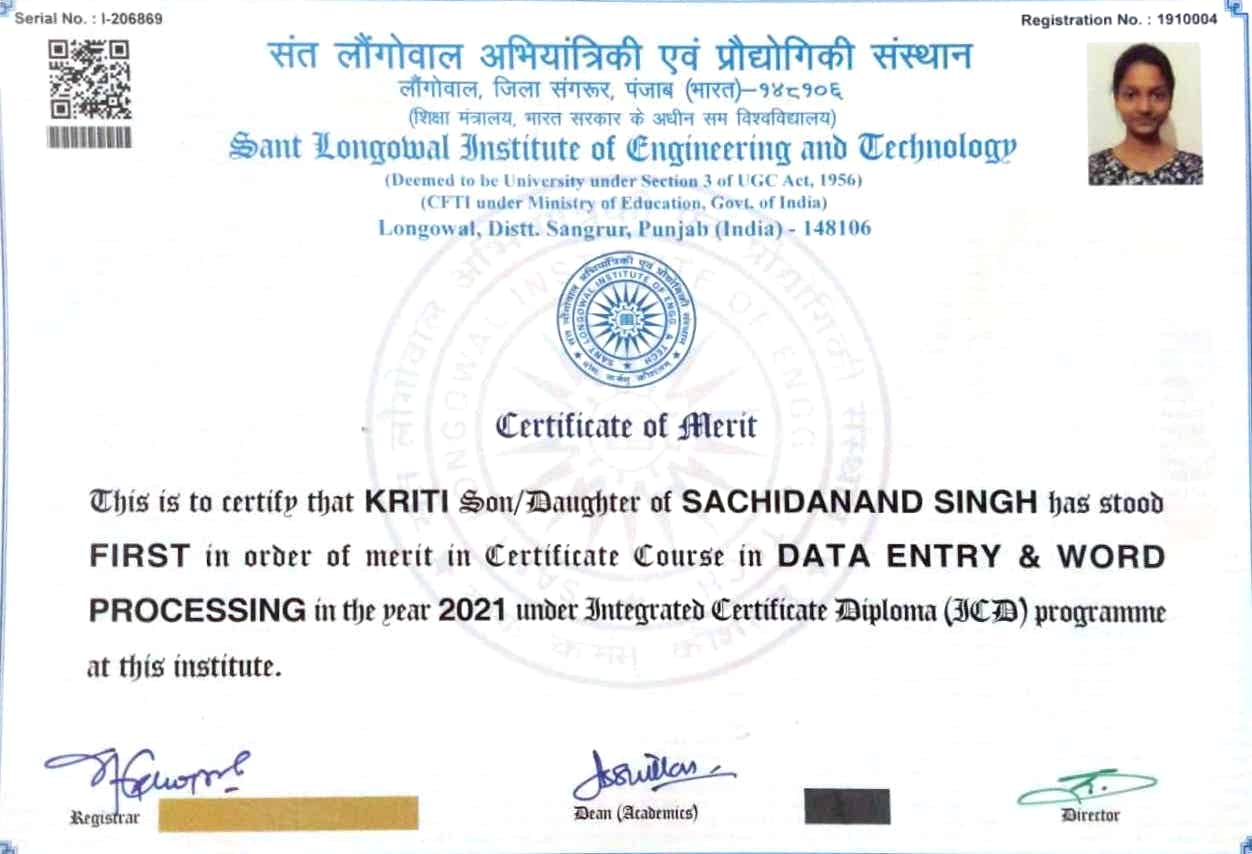 Serial No. : I-206869
Registration No. : 1910004
संत लौंगोवाल अभियांत्रिकी एवं प्रौद्योगिकी संस्थान
लौंगोवाल, जिला संगरूर, पंजाब (भारत)–१४८१०६
(शिक्षा मंत्रालय, भारत सरकार के अधीन सम विश्वविद्यालय)
Sant Longowal Institute of Engineering and Technology
(Deemed to be University under Section 3 of UGC Act, 1956)
(CFTI under Ministry of Education, Govt. of India)
Longowal, Distt. Sangrur, Punjab (India) - 148106
संत लौंगोवाल अभियांत्रिकी एवं प्रौद्योगिकी संस्थान
SANT LONGOWAL INSTITUTE OF ENGG. & TECH
Certificate of Merit
This is to certify that KRITI Son/Daughter of SACHIDANAND SINGH has stood
FIRST in order of merit in Certificate Course in DATA ENTRY & WORD
PROCESSING in the year 2021 under Integrated Certificate Diploma (ICD) programme
at this institute.
Registrar
Dean (Academics)
Director